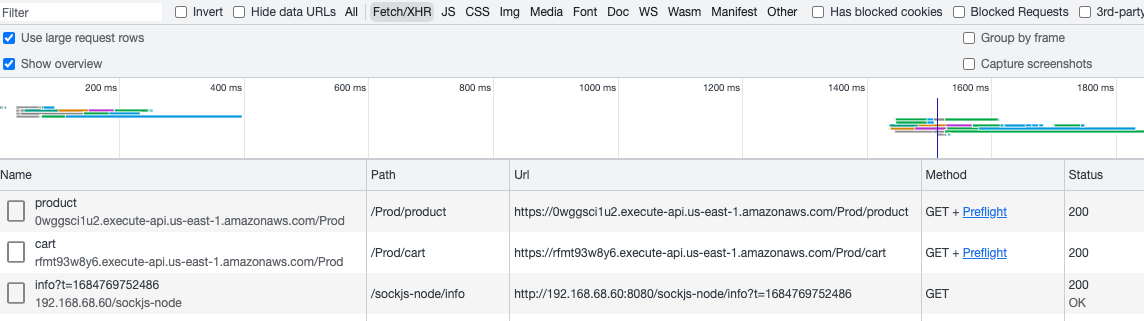 Filter Invert Hide data URLs All Fetch/XHR JS CSS Img Media Font Doc WS Wasm Manifest Other Has blocked cookies Blocked Requests 3rd-party
Use large request rows Group by frame
Show overview Capture screenshots
200 ms 400 ms 600 ms 800 ms 1000 ms 1200 ms 1400 ms 1600 ms 1800 ms
Name Path Url Method Status
product
0wggsci1u2.execute-api.us-east-1.amazonaws.com/Prod /Prod/product https://0wggsci1u2.execute-api.us-east-1.amazonaws.com/Prod/product GET + Preflight 200
cart
rfmt93w8y6.execute-api.us-east-1.amazonaws.com/Prod /Prod/cart https://rfmt93w8y6.execute-api.us-east-1.amazonaws.com/Prod/cart GET + Preflight 200
info?t=1684769752486 200
192.168.68.60/sockjs-node /sockjs-node/info http://192.168.68.60:8080/sockjs-node/info?t=1684769752486 GET OK